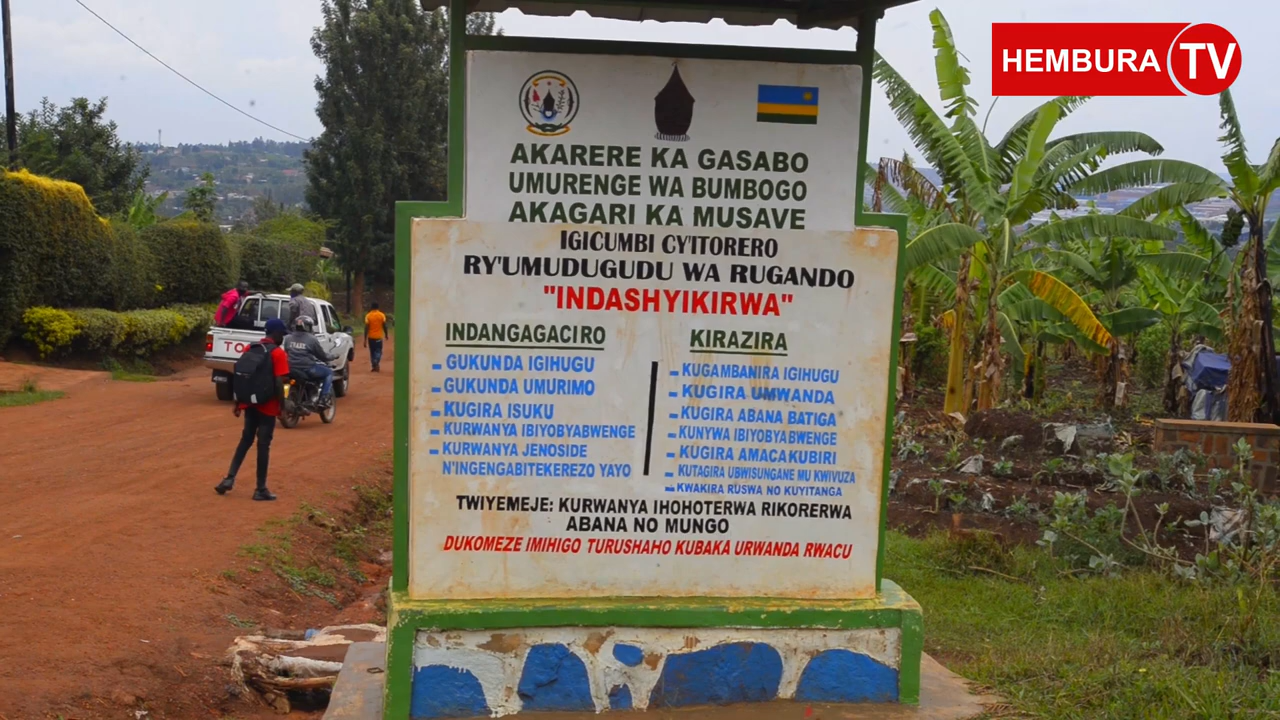 HEMBURA TV
AKARERE KA GASABO
UMURENGE WA BUMBOGO
AKAGARI KA MUSAVE
IGICUMBI CY'ITORERO
RY'UMUDUGUDU WA RUGANDO
"INDASHYIKIRWA"
INDANGAGACIRO
- GUKUNDA IGIHUGU
- GUKUNDA UMURIMO
- KUGIRA ISUKU
- KURWANYA IBIYOBYABWENGE
- KURWANYA JENOSIDE
N'INGENGABITEKEREZO YAYO
KIRAZIRA
- KUGAMBANIRA IGIHUGU
- KUGIRA UMWANDA
- KUGIRA ABANA BATIGA
- KUNYWA IBIYOBYABWENGE
- KUGIRA AMACAKUBIRI
- KUTAGIRA UBWISUNGANE MU KWIVUZA
- KWAKIRA RUSWA NO KUYITANGA
TWIYEMEJE: KURWANYA IHOHOTERWA RIKORERWA
ABANA NO MUNGO
DUKOMEZE IMIHIGO TURUSHAHO KUBAKA URWANDA RWACU